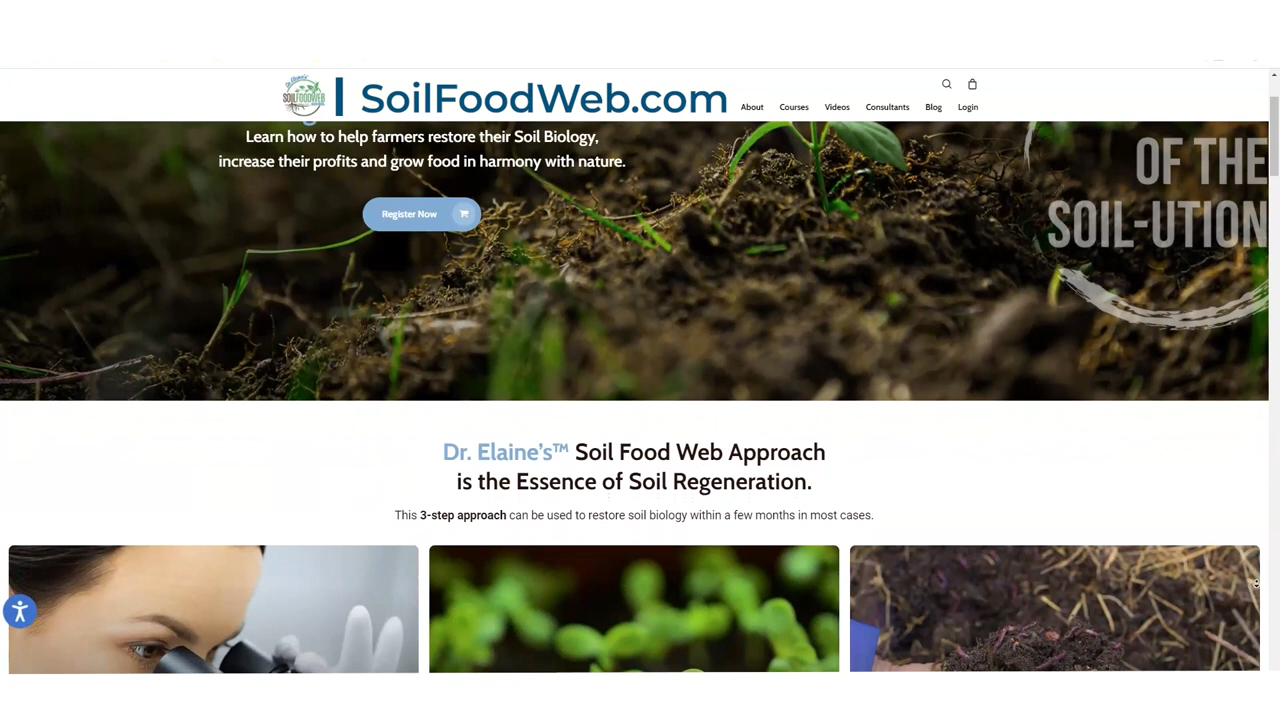 Dr. Elaine's
SOILFOODWEB
SoilFoodWeb.com
About
Courses
Videos
Consultants
Blog
Login
Learn how to help farmers restore their Soil Biology,
increase their profits and grow food in harmony with nature.
Register Now
OF THE
SOIL-UTION
Dr. Elaine's™ Soil Food Web Approach
is the Essence of Soil Regeneration.
This 3-step approach can be used to restore soil biology within a few months in most cases.